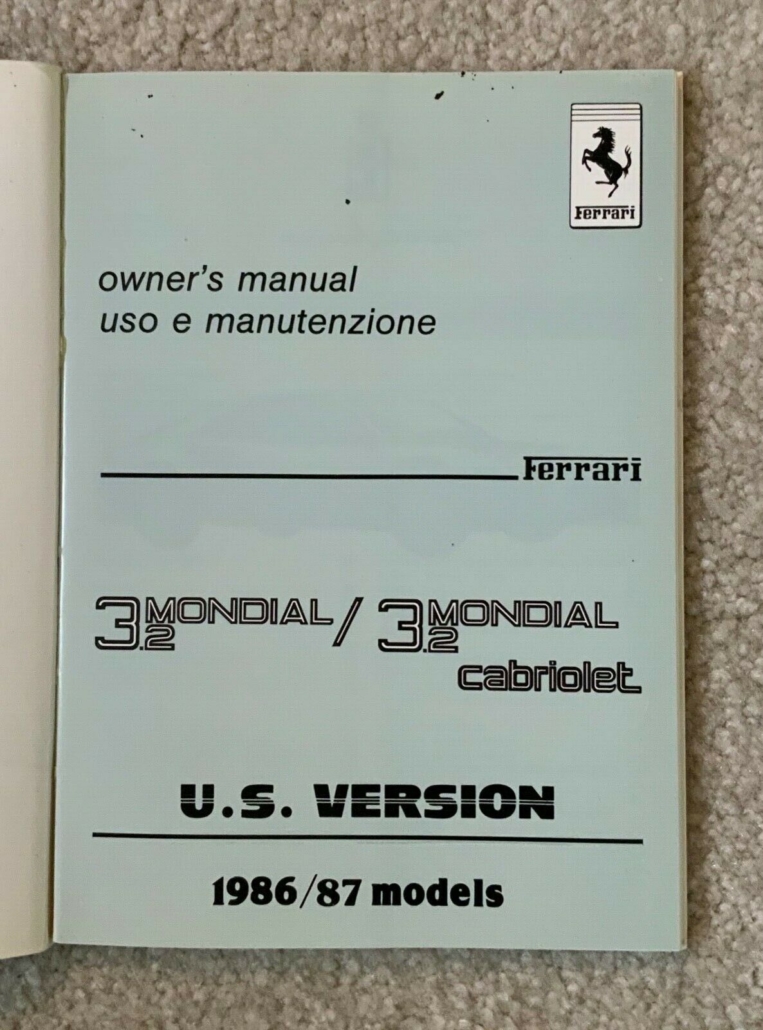 Ferrari
owner's manual
uso e manutenzione
Ferrari
3.2 MONDIAL / 3.2 MONDIAL
cabriolet
U.S. VERSION
1986/87 models